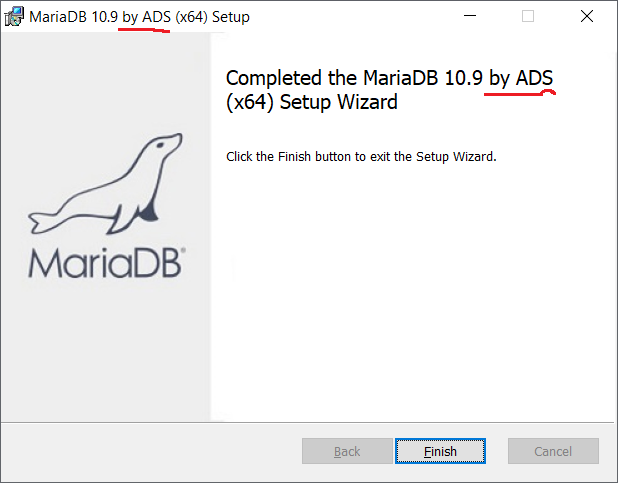 MariaDB 10.9 by ADS (x64) Setup
Completed the MariaDB 10.9 by ADS
(x64) Setup Wizard
Click the Finish button to exit the Setup Wizard.
MariaDB®
Back
Finish
Cancel